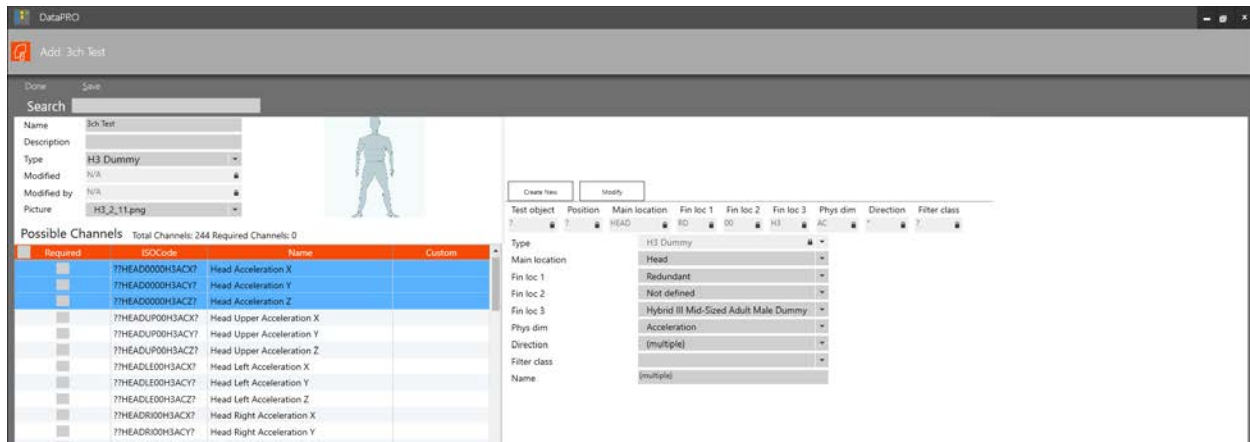 DataPRO
Add 3ch Test
Done Save
Search
Name 3ch Test
Description
Type H3 Dummy
Modified N/A
Modified by N/A
Picture H3_2_11.png
Possible Channels Total Channels: 244 Required Channels: 0
Required ISOCode Name Custom
??HEAD0000H3ACX? Head Acceleration X
??HEAD0000H3ACY? Head Acceleration Y
??HEAD0000H3ACZ? Head Acceleration Z
??HEADUP00H3ACX? Head Upper Acceleration X
??HEADUP00H3ACY? Head Upper Acceleration Y
??HEADUP00H3ACZ? Head Upper Acceleration Z
??HEADLE00H3ACX? Head Left Acceleration X
??HEADLE00H3ACY? Head Left Acceleration Y
??HEADLE00H3ACZ? Head Left Acceleration Z
??HEADRI00H3ACX? Head Right Acceleration X
??HEADRI00H3ACY? Head Right Acceleration Y
Create New Modify
Test object Position Main location Fin loc 1 Fin loc 2 Fin loc 3 Phys dim Direction Filter class
? ? HEAD RD 00 H3 AC * ?
Type H3 Dummy
Main location Head
Fin loc 1 Redundant
Fin loc 2 Not defined
Fin loc 3 Hybrid III Mid-Sized Adult Male Dummy
Phys dim Acceleration
Direction (multiple)
Filter class
Name (multiple)